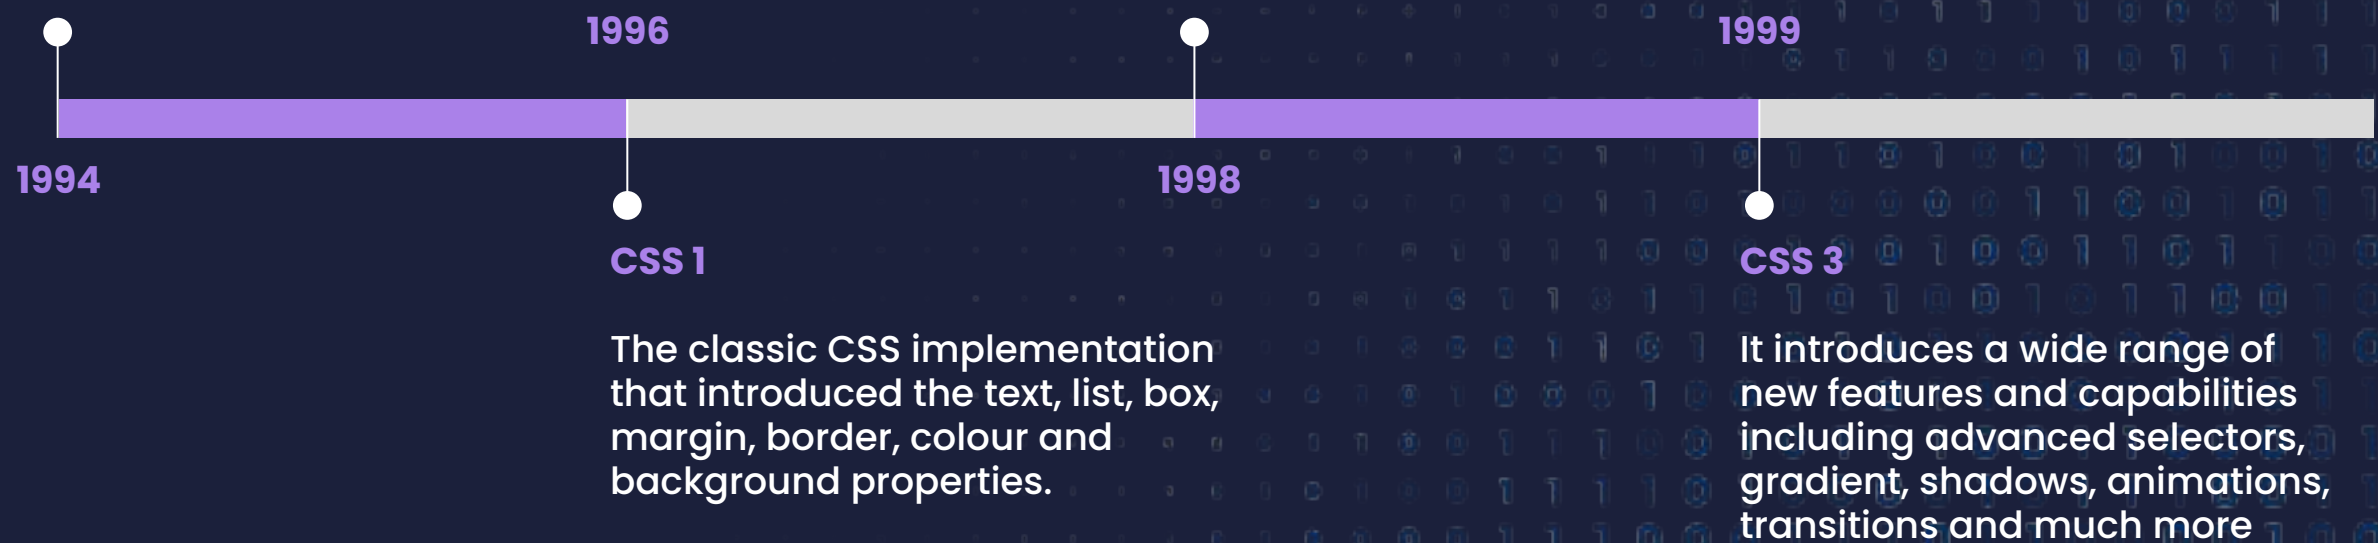 1996
1999
1994
1998
CSS 1
The classic CSS implementation
that introduced the text, list, box,
margin, border, colour and
background properties.
CSS 3
It introduces a wide range of
new features and capabilities
including advanced selectors,
gradient, shadows, animations,
transitions and much more